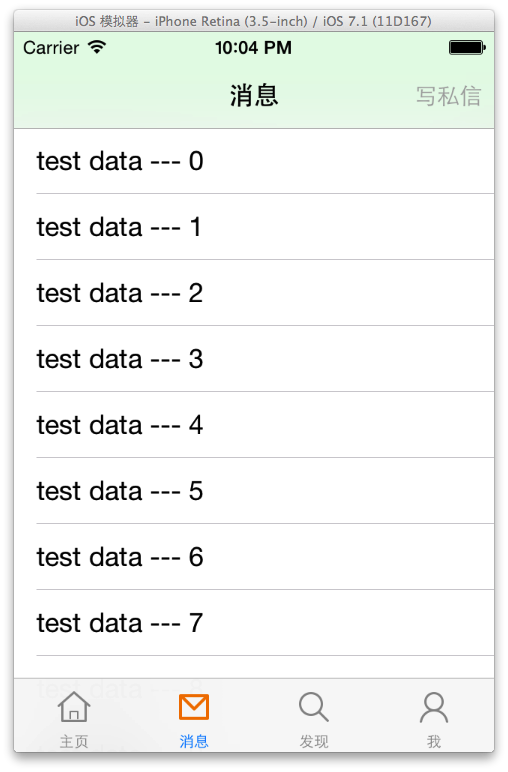 iOS 模拟器 - iPhone Retina (3.5-inch) / iOS 7.1 (11D167)
Carrier 10:04 PM
消息 写私信
test data --- 0
test data --- 1
test data --- 2
test data --- 3
test data --- 4
test data --- 5
test data --- 6
test data --- 7
主页 消息 发现 我